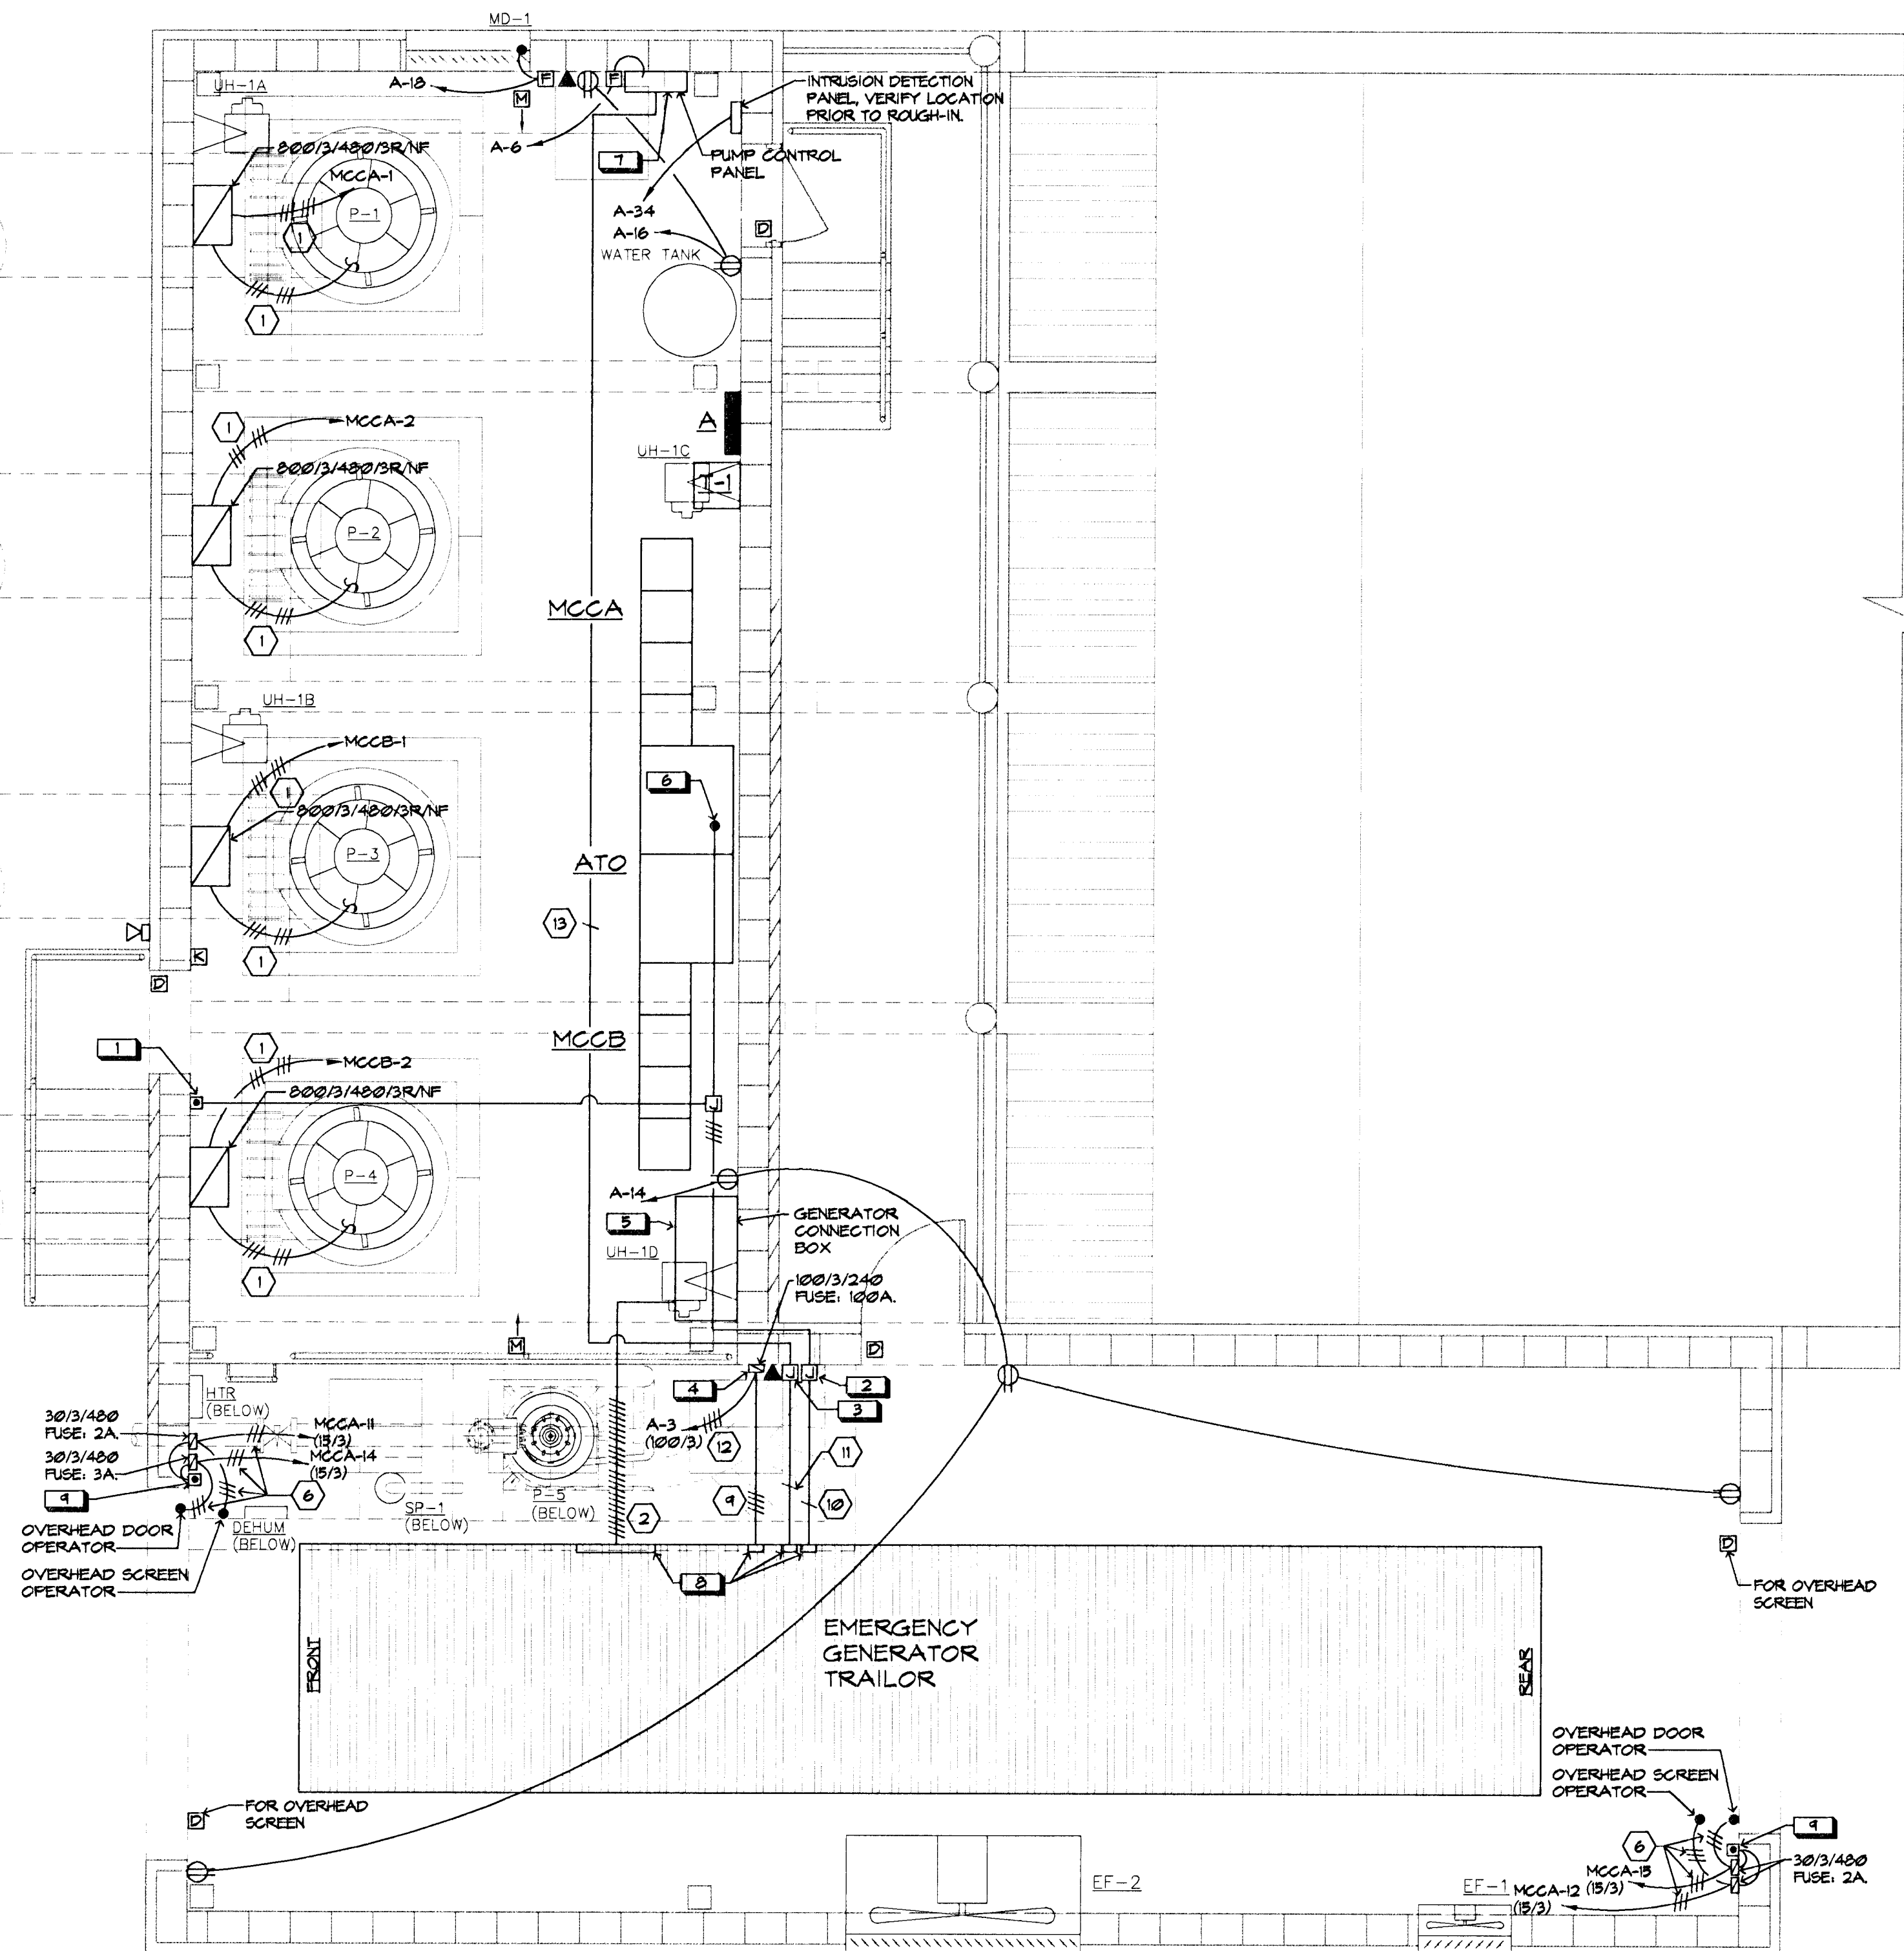 MD-1
UH-1A
A-18
F
F
M
INTRUSION DETECTION
PANEL, VERIFY LOCATION
PRIOR TO ROUGH-IN.
800/3/480/3R/NF
A-6
7
PUMP CONTROL
PANEL
MCCA-1
P-1
1
A-34
A-16
D
WATER TANK
1
1
MCCA-2
A
UH-1C
800/3/480/3R/NF
P-2
MCCA
1
UH-1B
MCCB-1
6
1
800/3/480/3R/NF
P-3
ATO
13
K
1
D
MCCB
1
1
MCCB-2
800/3/480/3R/NF
J
P-4
A-14
5
GENERATOR
CONNECTION
BOX
UH-1D
1
100/3/240
FUSE: 100A.
M
D
4
J
J
2
3
HTR
(BELOW)
30/3/480
FUSE: 2A.
MCCA-11
(15/3)
A-3
(100/3)
12
11
30/3/480
FUSE: 3A.
MCCA-14
(15/3)
9
6
SP-1
(BELOW)
P-5
(BELOW)
2
9
10
OVERHEAD DOOR
OPERATOR
DEHUM
(BELOW)
D
OVERHEAD SCREEN
OPERATOR
8
FOR OVERHEAD
SCREEN
FRONT
EMERGENCY
GENERATOR
TRAILOR
REAR
OVERHEAD DOOR
OPERATOR
OVERHEAD SCREEN
OPERATOR
D
FOR OVERHEAD
SCREEN
9
6
30/3/480
FUSE: 2A.
EF-2
EF-1
MCCA-15
(15/3)
MCCA-12
(15/3)